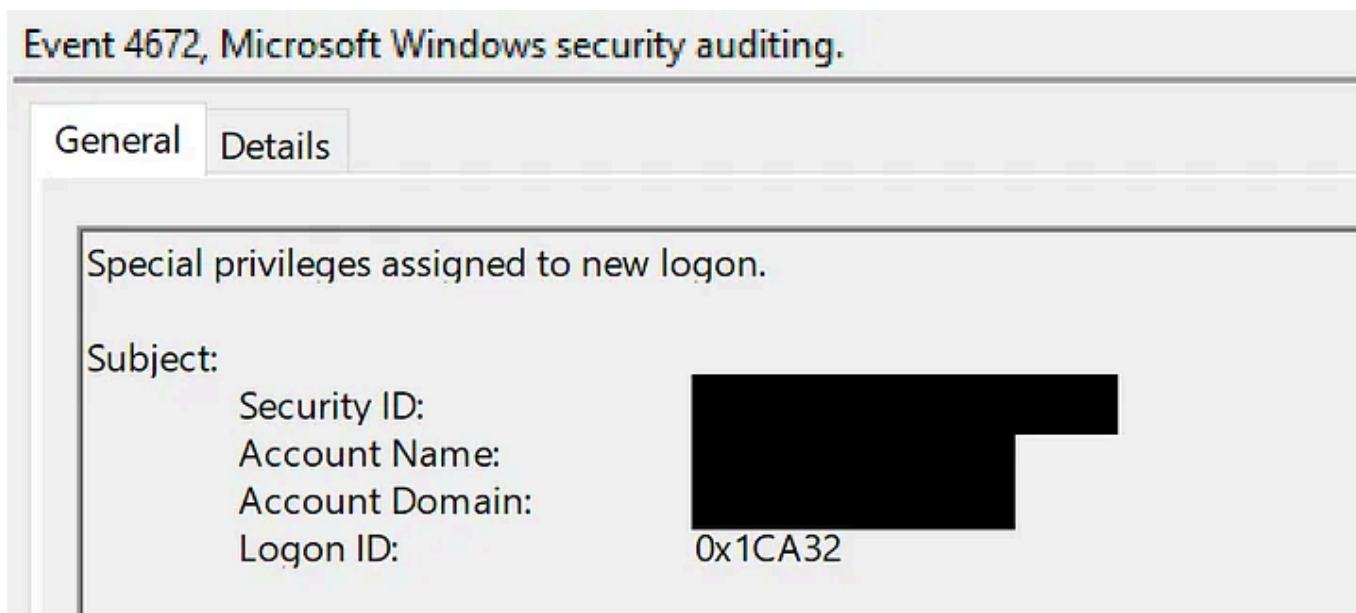 Event 4672, Microsoft Windows security auditing.
General Details
Special privileges assigned to new logon.
Subject:
Security ID:
Account Name:
Account Domain:
Logon ID: 0x1CA32